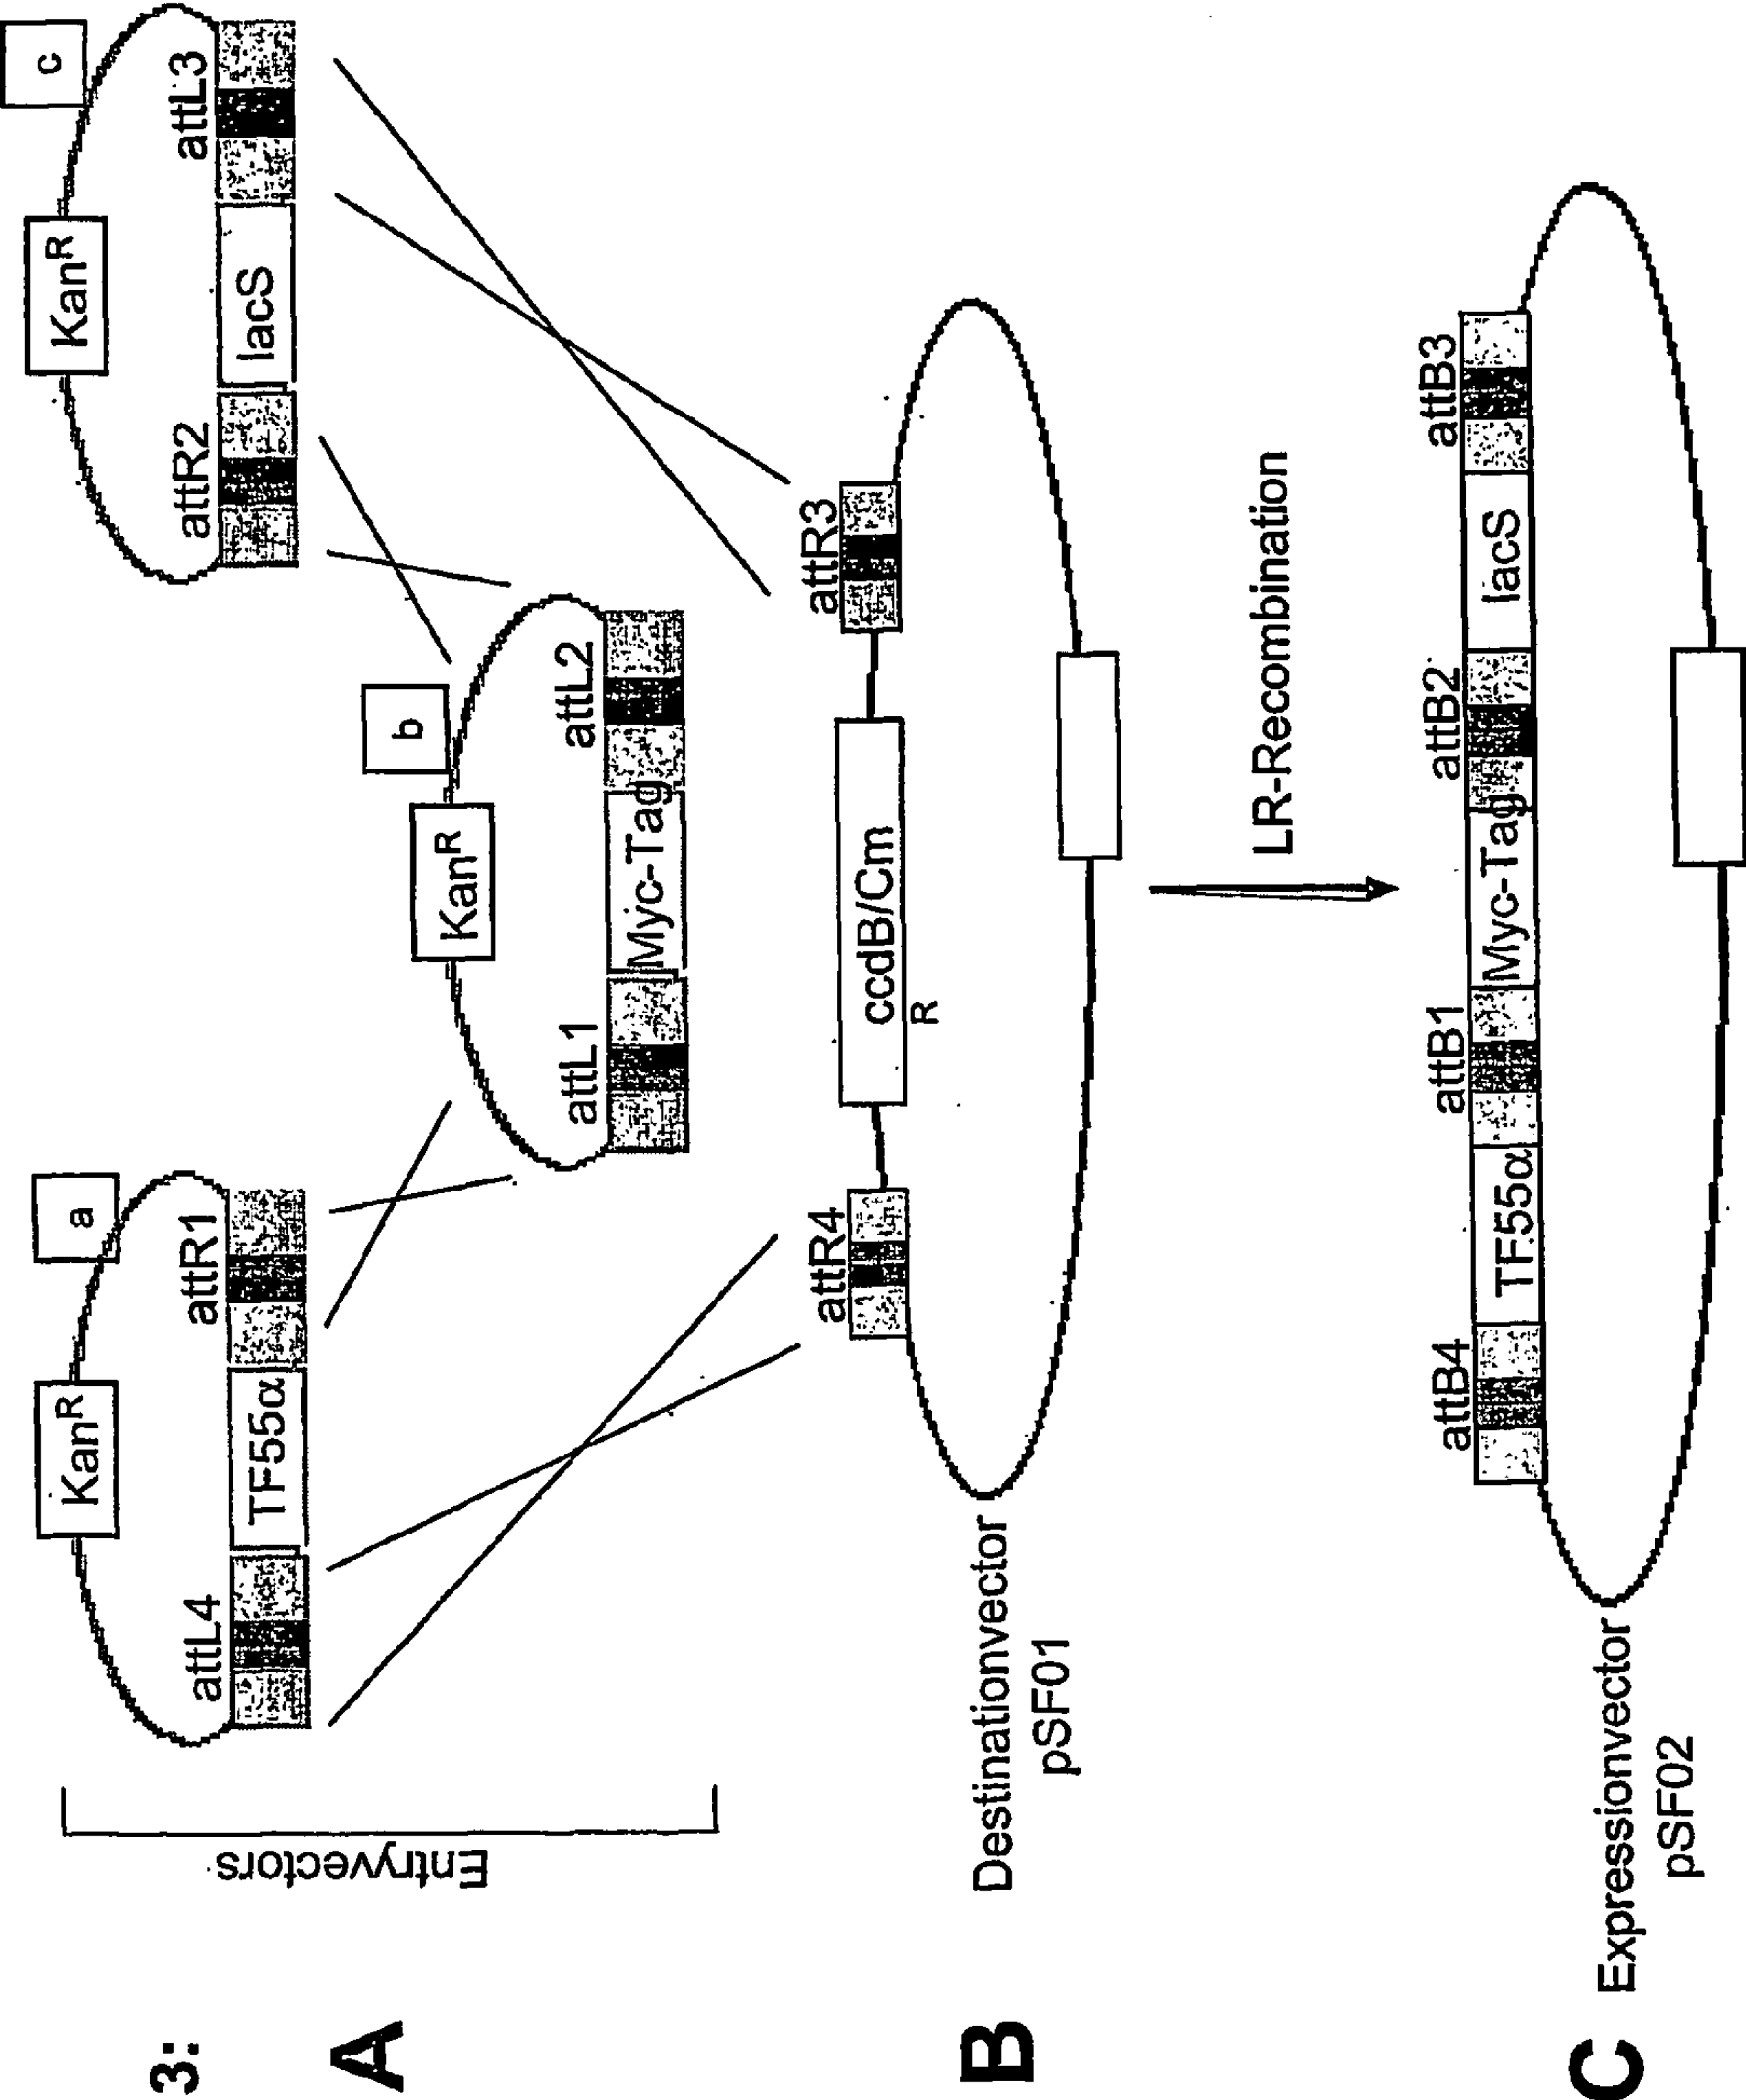 3:
A
Entryvectors
a
Kan^R
attL4
attR1
TF55α
b
Kan^R
attL1
attL2
Myc-Tag
c
Kan^R
attR2
attL3
lacS
B
Destinationvector
pSF01
attR4
attR3
ccdB/Cm
R
LR-Recombination
C
Expressionvector
pSF02
attB4
attB1
attB2
attB3
TF55α
Myc-Tag
lacS